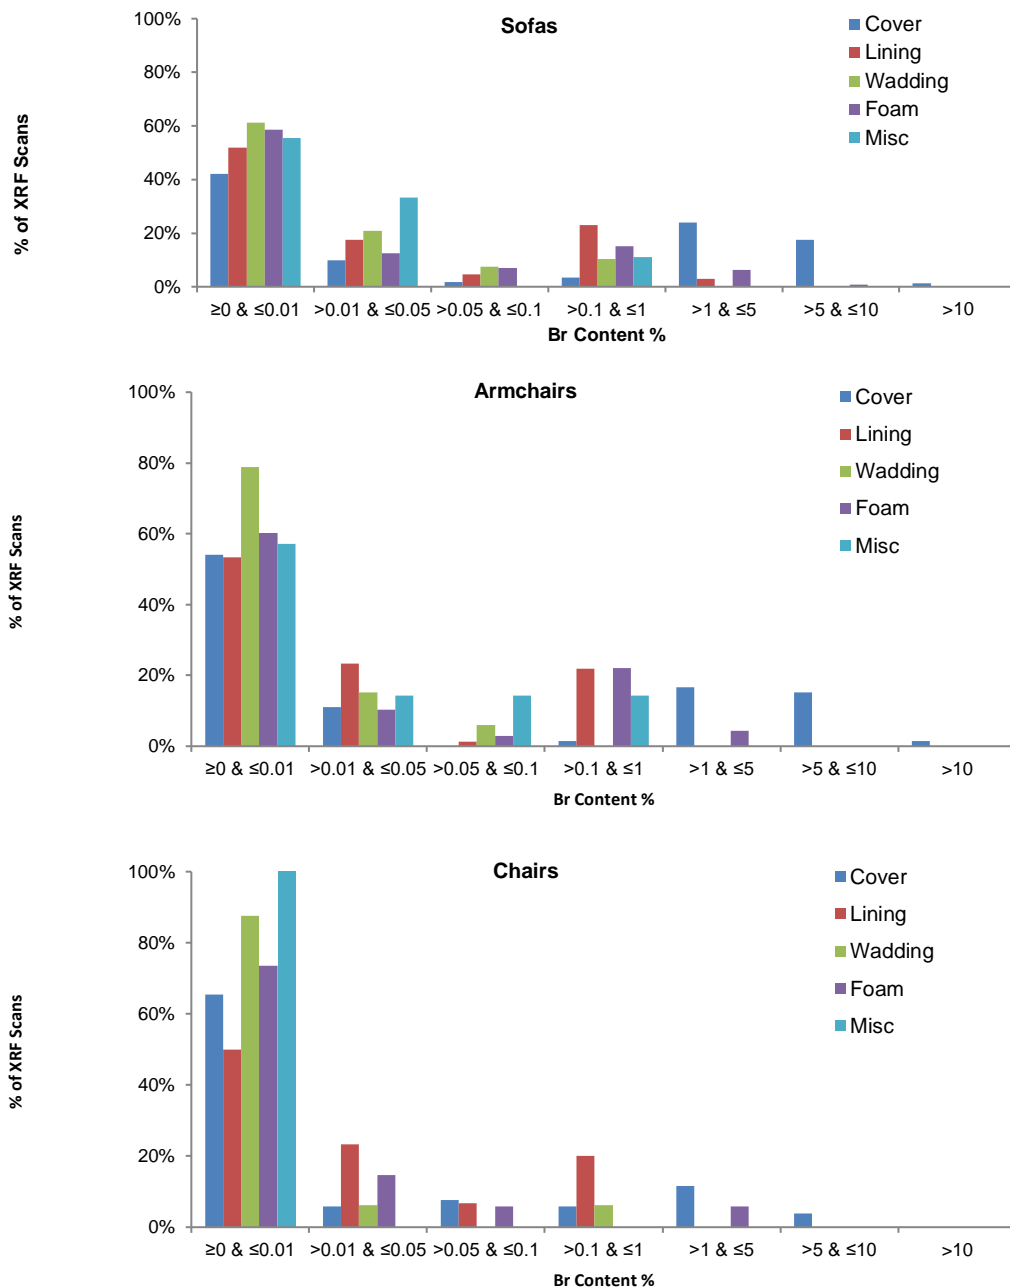 Sofas
Cover
Lining
Wadding
Foam
Misc
% of XRF Scans
100%
80%
60%
40%
20%
0%
≥0 & ≤0.01 >0.01 & ≤0.05 >0.05 & ≤0.1 >0.1 & ≤1 >1 & ≤5 >5 & ≤10 >10
Br Content %
Armchairs
Cover
Lining
Wadding
Foam
Misc
% of XRF Scans
100%
80%
60%
40%
20%
0%
≥0 & ≤0.01 >0.01 & ≤0.05 >0.05 & ≤0.1 >0.1 & ≤1 >1 & ≤5 >5 & ≤10 >10
Br Content %
Chairs
Cover
Lining
Wadding
Foam
Misc
% of XRF Scans
100%
80%
60%
40%
20%
0%
≥0 & ≤0.01 >0.01 & ≤0.05 >0.05 & ≤0.1 >0.1 & ≤1 >1 & ≤5 >5 & ≤10 >10
Br Content %